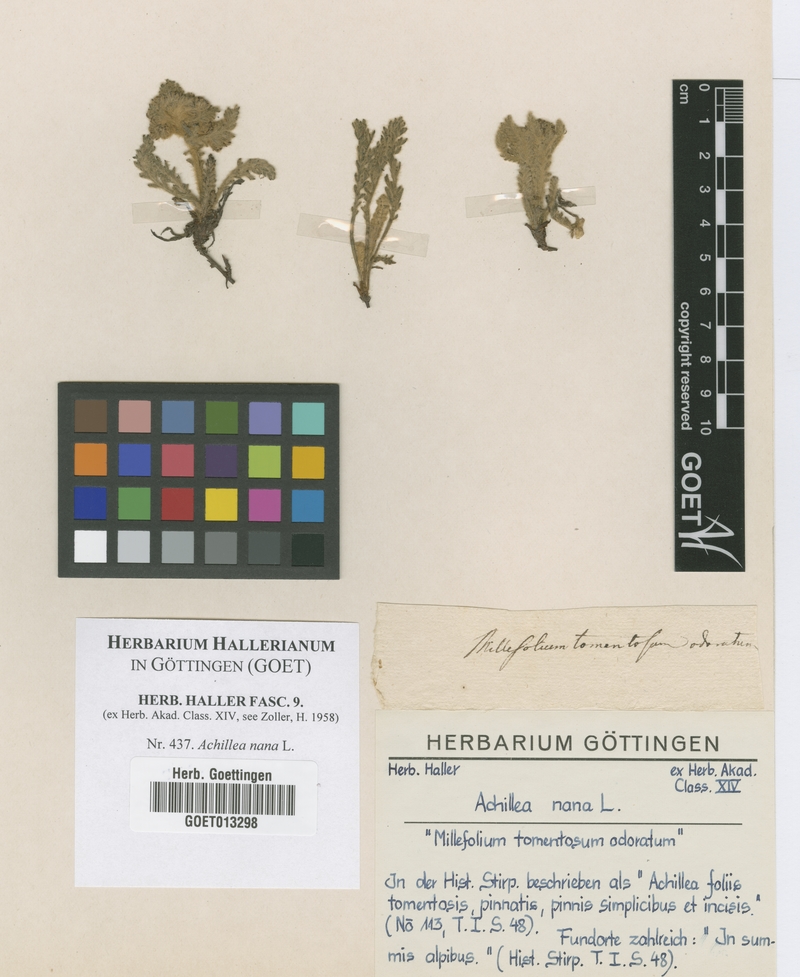 0 cm
1
2
3
4
5
6
7
8
9
10
copyright reserved
GOET
Millefolium tomentosum odoratum
HERBARIUM HALLERIANUM
IN GÖTTINGEN (GOET)
HERB. HALLER FASC. 9.
(ex Herb. Akad. Class. XIV, see Zoller, H. 1958)
Nr. 437. Achillea nana L.
Herb. Goettingen
GOET013298
HERBARIUM GÖTTINGEN
Herb. Haller ex Herb. Akad.
Class. XIV
Achillea nana L.
"Millefolium tomentosum odoratum"
In der Hist. Stirp. beschrieben als "Achillea foliis
tomentosis, pinnatis, pinnis simplicibus et incisis."
(Nō 113, T. I. S. 48).
Fundorte zahlreich: "In sum-
mis alpibus." (Hist. Stirp. T. I. S. 48).